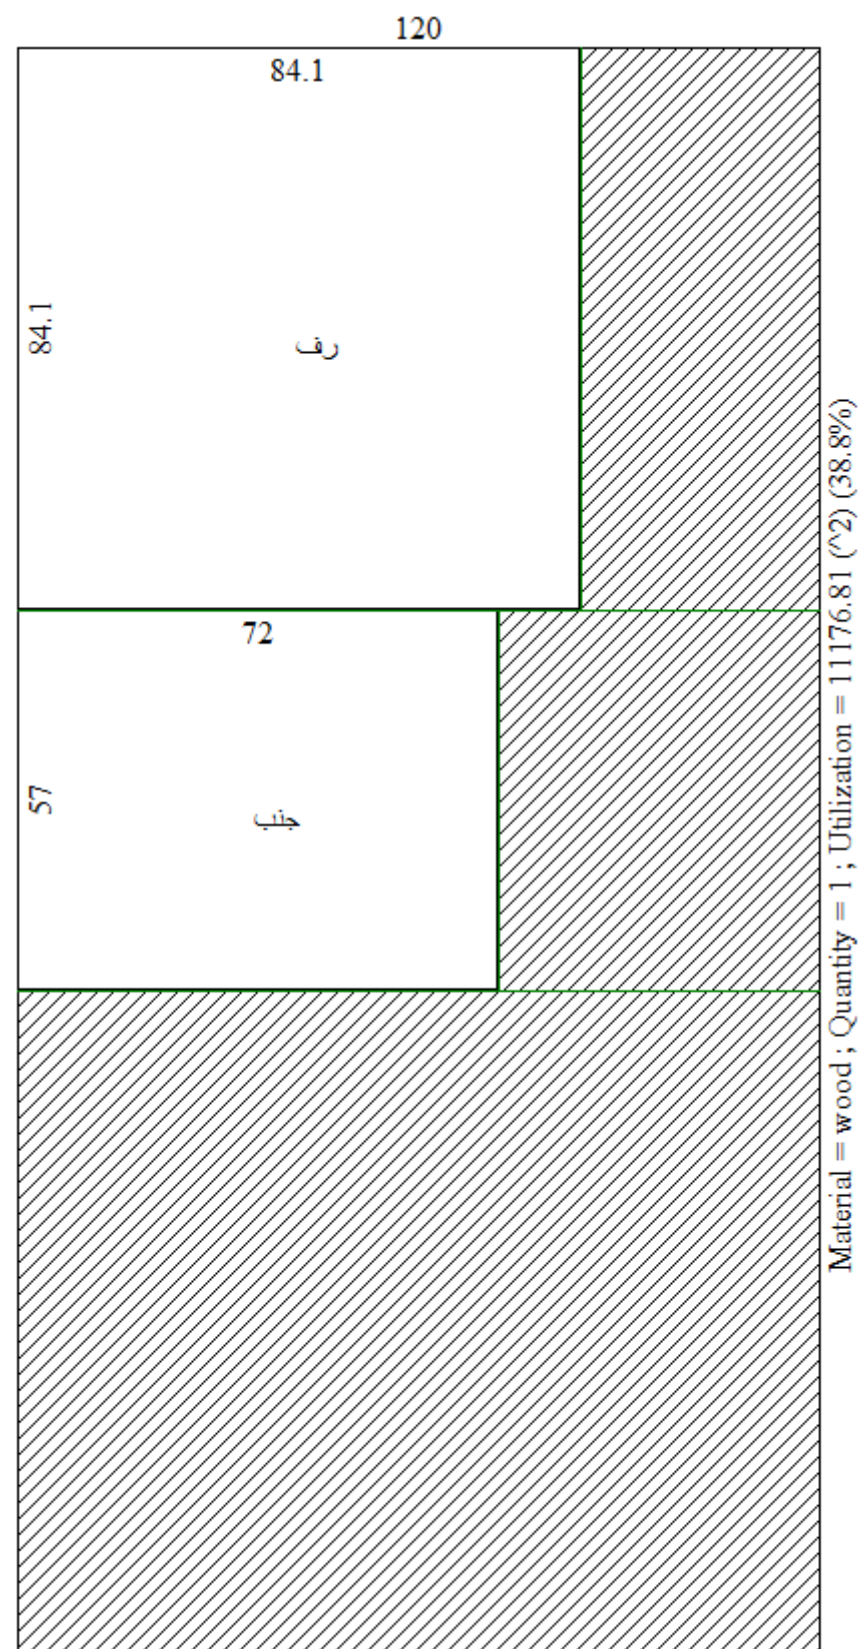 120
84.1
84.1
رف
72
57
جنب
Material = wood ; Quantity = 1 ; Utilization = 11176.81 (^2) (38.8%)